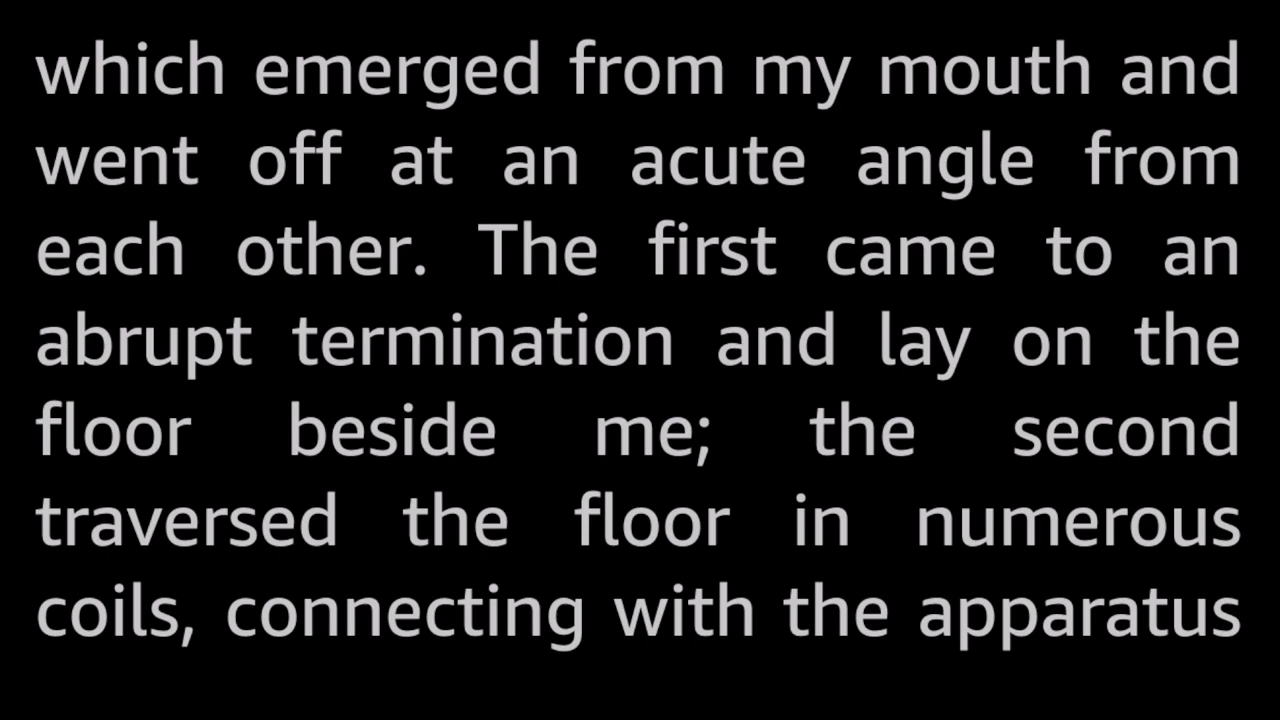 which emerged from my mouth and
went off at an acute angle from
each other. The first came to an
abrupt termination and lay on the
floor beside me; the second
traversed the floor in numerous
coils, connecting with the apparatus